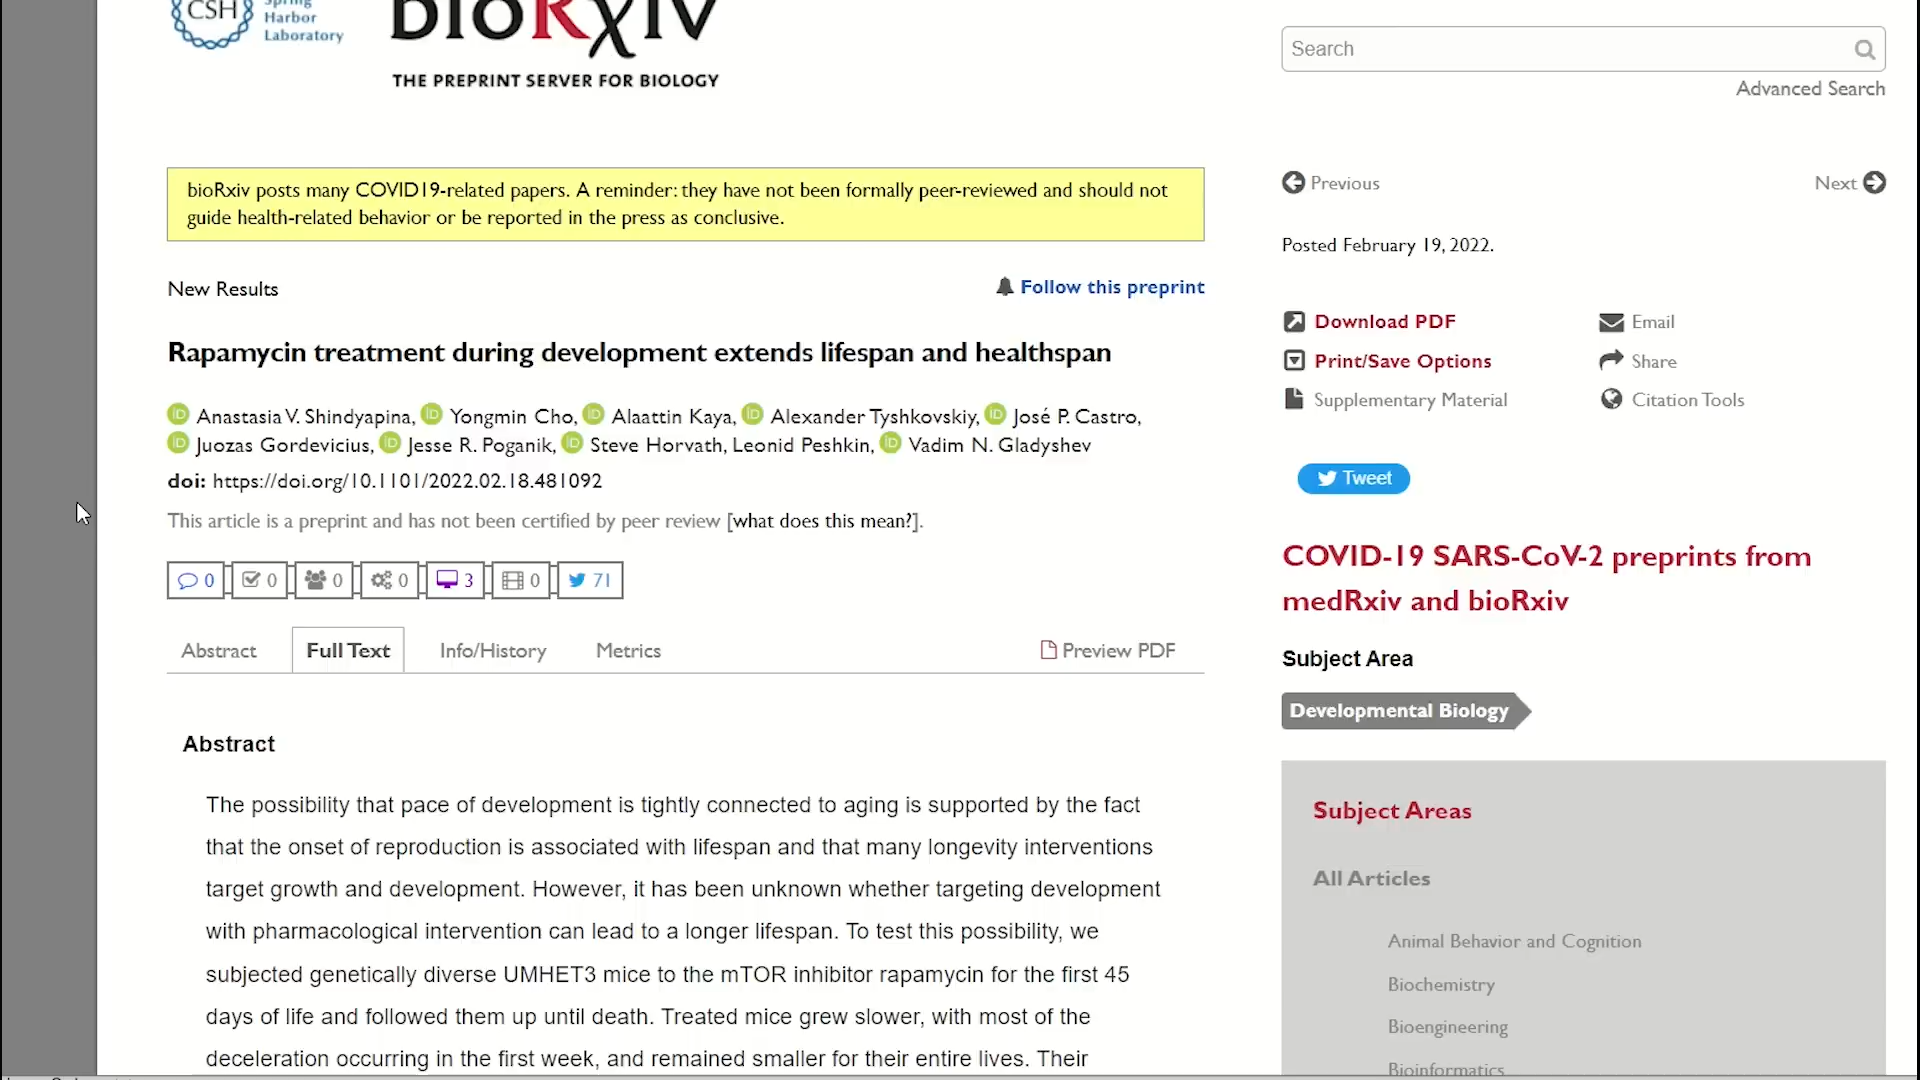 CSH
Spring
Harbor
Laboratory
bioRxiv
THE PREPRINT SERVER FOR BIOLOGY
Search
Advanced Search
bioRxiv posts many COVID19-related papers. A reminder: they have not been formally peer-reviewed and should not
guide health-related behavior or be reported in the press as conclusive.
Previous
Next
Posted February 19, 2022.
New Results
Follow this preprint
Rapamycin treatment during development extends lifespan and healthspan
iD Anastasia V. Shindyapina, iD Yongmin Cho, iD Alaattin Kaya, iD Alexander Tyshkovskiy, iD José P. Castro,
iD Juozas Gordevicius, iD Jesse R. Poganik, iD Steve Horvath, Leonid Peshkin, iD Vadim N. Gladyshev
doi: https://doi.org/10.1101/2022.02.18.481092
This article is a preprint and has not been certified by peer review [what does this mean?].
0 0 0 0 3 0 71
Abstract Full Text Info/History Metrics Preview PDF
Download PDF
Email
Print/Save Options
Share
Supplementary Material
Citation Tools
Tweet
COVID-19 SARS-CoV-2 preprints from
medRxiv and bioRxiv
Subject Area
Developmental Biology
Subject Areas
All Articles
Animal Behavior and Cognition
Biochemistry
Bioengineering
Bioinformatics
Abstract
The possibility that pace of development is tightly connected to aging is supported by the fact
that the onset of reproduction is associated with lifespan and that many longevity interventions
target growth and development. However, it has been unknown whether targeting development
with pharmacological intervention can lead to a longer lifespan. To test this possibility, we
subjected genetically diverse UMHET3 mice to the mTOR inhibitor rapamycin for the first 45
days of life and followed them up until death. Treated mice grew slower, with most of the
deceleration occurring in the first week, and remained smaller for their entire lives. Their